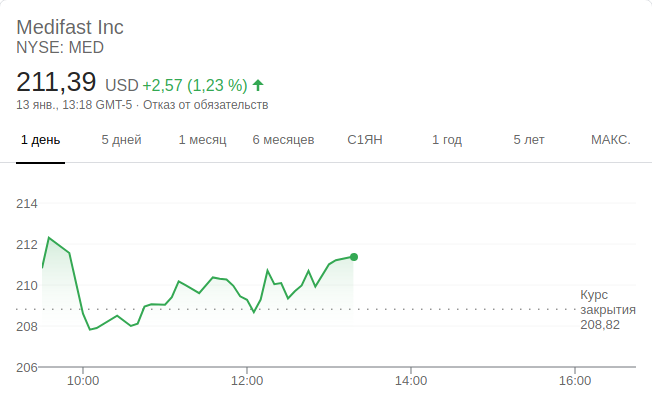 Medifast Inc
NYSE: MED
211,39 USD +2,57 (1,23 %)
13 янв., 13:18 GMT-5 · Отказ от обязательств
1 день 5 дней 1 месяц 6 месяцев С1ЯН 1 год 5 лет МАКС.
214
212
210
Курс
закрытия
208,82
208
206
10:00 12:00 14:00 16:00